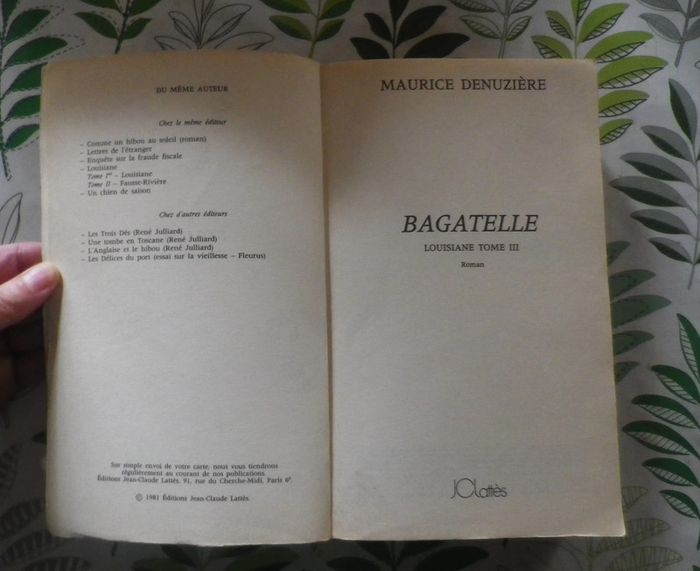 DU MÊME AUTEUR
Chez le même éditeur
– Comme un hibou au soleil (roman)
– Lettres de l'étranger
– Enquête sur la fraude fiscale
– Louisiane
Tome Ier – Louisiane
Tome II – Fausse-Rivière
– Un chien de saison
Chez d'autres éditeurs
– Les Trois Dés (René Julliard)
– Une tombe en Toscane (René Julliard)
– L'Anglaise et le hibou (René Julliard)
– Les Délices du port (essai sur la vieillesse – Fleurus)
Sur simple envoi de votre carte, nous vous tiendrons
régulièrement au courant de nos publications.
Éditions Jean-Claude Lattès, 91, rue du Cherche-Midi, Paris 6e.
© 1981 Éditions Jean-Claude Lattès.
MAURICE DENUZIÈRE
BAGATELLE
LOUISIANE TOME III
Roman
JCLattès